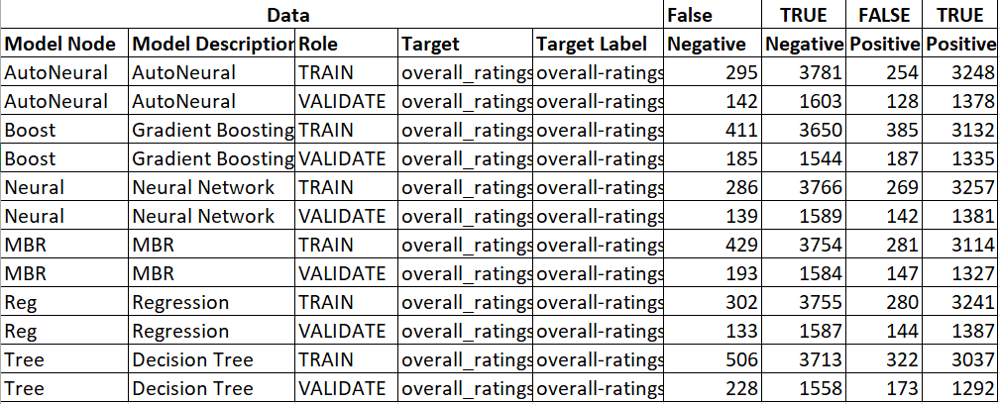 Data False TRUE FALSE TRUE
Model Node Model Description Role Target Target Label Negative Negative Positive Positive
AutoNeural AutoNeural TRAIN overall_ratings overall-ratings 295 3781 254 3248
AutoNeural AutoNeural VALIDATE overall_ratings overall-ratings 142 1603 128 1378
Boost Gradient Boosting TRAIN overall_ratings overall-ratings 411 3650 385 3132
Boost Gradient Boosting VALIDATE overall_ratings overall-ratings 185 1544 187 1335
Neural Neural Network TRAIN overall_ratings overall-ratings 286 3766 269 3257
Neural Neural Network VALIDATE overall_ratings overall-ratings 139 1589 142 1381
MBR MBR TRAIN overall_ratings overall-ratings 429 3754 281 3114
MBR MBR VALIDATE overall_ratings overall-ratings 193 1584 147 1327
Reg Regression TRAIN overall_ratings overall-ratings 302 3755 280 3241
Reg Regression VALIDATE overall_ratings overall-ratings 133 1587 144 1387
Tree Decision Tree TRAIN overall_ratings overall-ratings 506 3713 322 3037
Tree Decision Tree VALIDATE overall_ratings overall-ratings 228 1558 173 1292